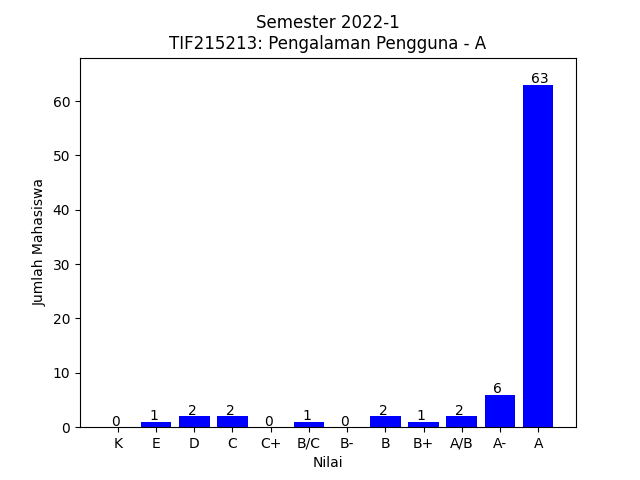 Semester 2022-1
TIF215213: Pengalaman Pengguna - A
Jumlah Mahasiswa
60
50
40
30
20
10
0
0 1 2 2 0 1 0 2 1 2 6 63
K E D C C+ B/C B- B B+ A/B A- A
Nilai